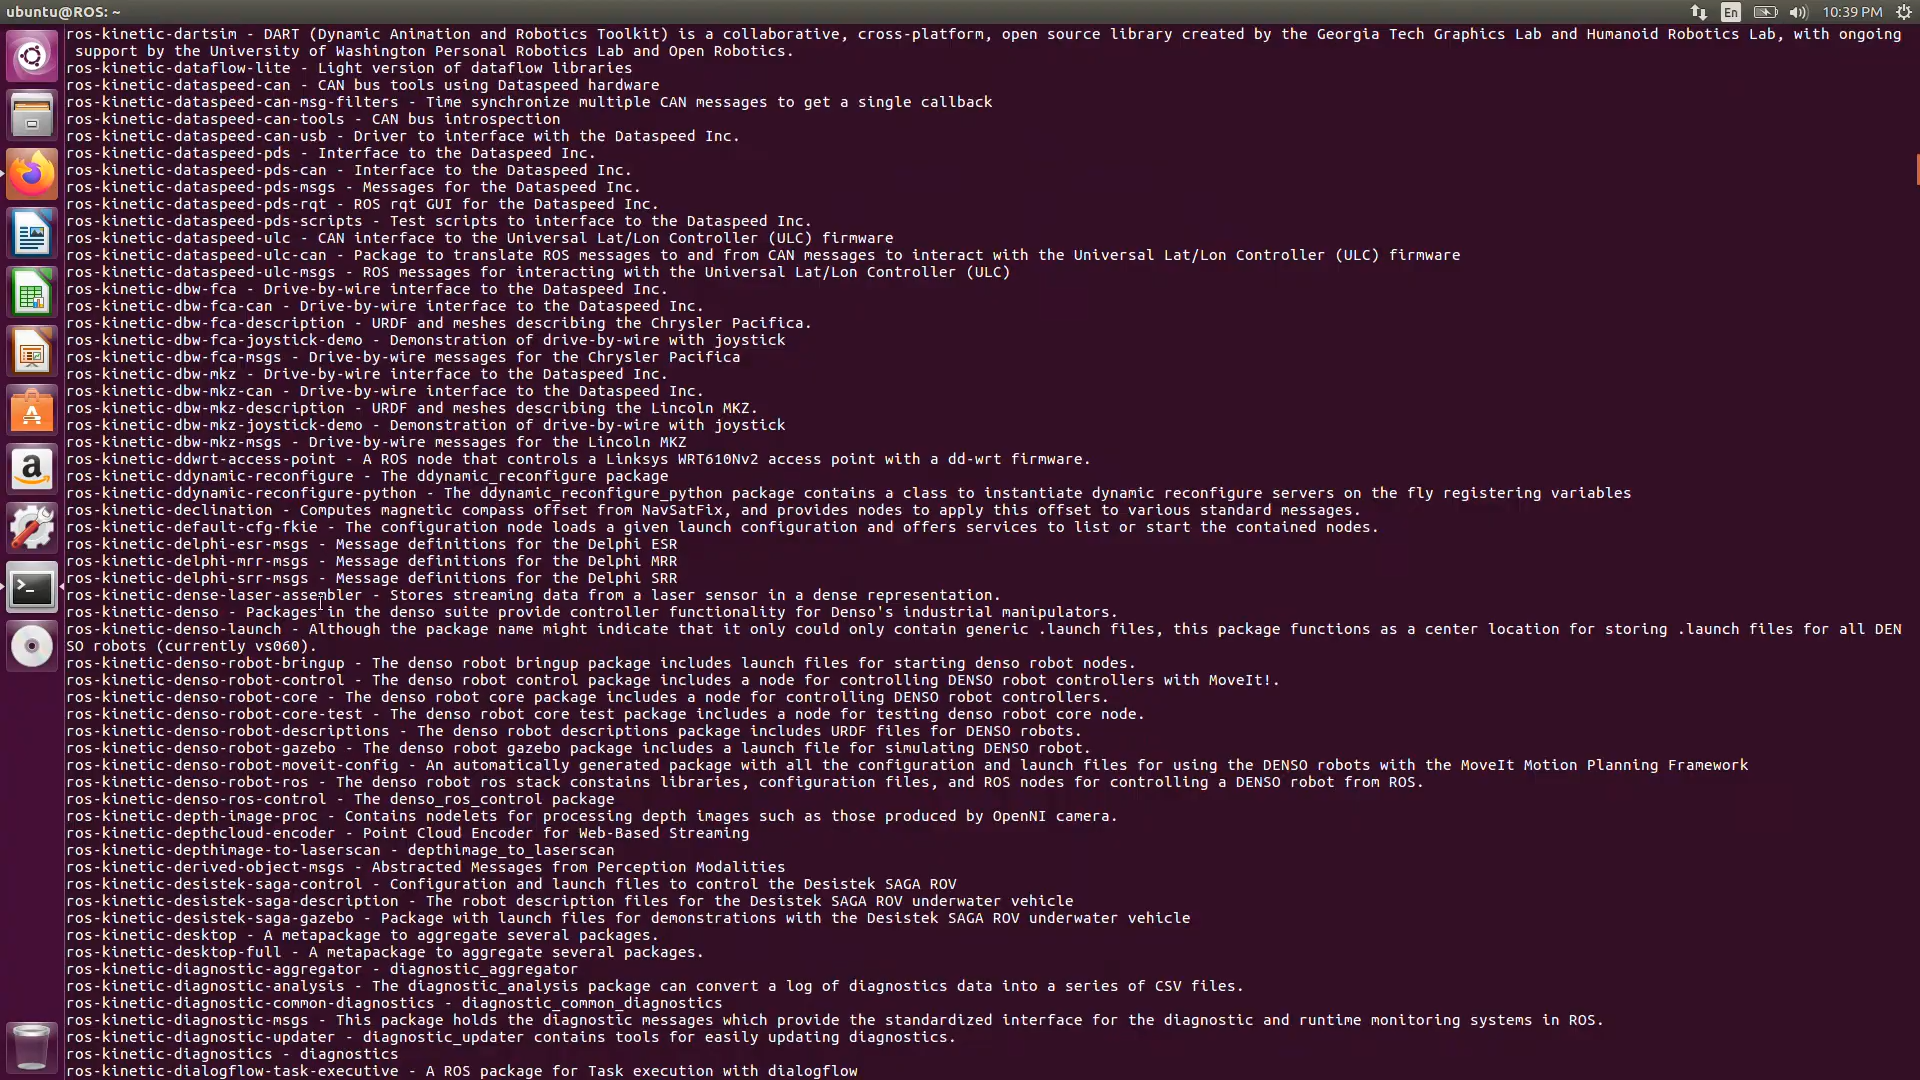 ubuntu@ROS: ~
En
10:39 PM
ros-kinetic-dartsim - DART (Dynamic Animation and Robotics Toolkit) is a collaborative, cross-platform, open source library created by the Georgia Tech Graphics Lab and Humanoid Robotics Lab, with ongoing
support by the University of Washington Personal Robotics Lab and Open Robotics.
ros-kinetic-dataflow-lite - Light version of dataflow libraries
ros-kinetic-dataspeed-can - CAN bus tools using Dataspeed hardware
ros-kinetic-dataspeed-can-msg-filters - Time synchronize multiple CAN messages to get a single callback
ros-kinetic-dataspeed-can-tools - CAN bus introspection
ros-kinetic-dataspeed-can-usb - Driver to interface with the Dataspeed Inc.
ros-kinetic-dataspeed-pds - Interface to the Dataspeed Inc.
ros-kinetic-dataspeed-pds-can - Interface to the Dataspeed Inc.
ros-kinetic-dataspeed-pds-msgs - Messages for the Dataspeed Inc.
ros-kinetic-dataspeed-pds-rqt - ROS rqt GUI for the Dataspeed Inc.
ros-kinetic-dataspeed-pds-scripts - Test scripts to interface to the Dataspeed Inc.
ros-kinetic-dataspeed-ulc - CAN interface to the Universal Lat/Lon Controller (ULC) firmware
ros-kinetic-dataspeed-ulc-can - Package to translate ROS messages to and from CAN messages to interact with the Universal Lat/Lon Controller (ULC) firmware
ros-kinetic-dataspeed-ulc-msgs - ROS messages for interacting with the Universal Lat/Lon Controller (ULC)
ros-kinetic-dbw-fca - Drive-by-wire interface to the Dataspeed Inc.
ros-kinetic-dbw-fca-can - Drive-by-wire interface to the Dataspeed Inc.
ros-kinetic-dbw-fca-description - URDF and meshes describing the Chrysler Pacifica.
ros-kinetic-dbw-fca-joystick-demo - Demonstration of drive-by-wire with joystick
ros-kinetic-dbw-fca-msgs - Drive-by-wire messages for the Chrysler Pacifica
ros-kinetic-dbw-mkz - Drive-by-wire interface to the Dataspeed Inc.
ros-kinetic-dbw-mkz-can - Drive-by-wire interface to the Dataspeed Inc.
ros-kinetic-dbw-mkz-description - URDF and meshes describing the Lincoln MKZ.
ros-kinetic-dbw-mkz-joystick-demo - Demonstration of drive-by-wire with joystick
ros-kinetic-dbw-mkz-msgs - Drive-by-wire messages for the Lincoln MKZ
ros-kinetic-ddwrt-access-point - A ROS node that controls a Linksys WRT610Nv2 access point with a dd-wrt firmware.
ros-kinetic-ddynamic-reconfigure - The ddynamic_reconfigure package
ros-kinetic-ddynamic-reconfigure-python - The ddynamic_reconfigure_python package contains a class to instantiate dynamic reconfigure servers on the fly registering variables
ros-kinetic-declination - Computes magnetic compass offset from NavSatFix, and provides nodes to apply this offset to various standard messages.
ros-kinetic-default-cfg-fkie - The configuration node loads a given launch configuration and offers services to list or start the contained nodes.
ros-kinetic-delphi-esr-msgs - Message definitions for the Delphi ESR
ros-kinetic-delphi-mrr-msgs - Message definitions for the Delphi MRR
ros-kinetic-delphi-srr-msgs - Message definitions for the Delphi SRR
ros-kinetic-dense-laser-assembler - Stores streaming data from a laser sensor in a dense representation.
ros-kinetic-denso - Packages in the denso suite provide controller functionality for Denso's industrial manipulators.
ros-kinetic-denso-launch - Although the package name might indicate that it only could only contain generic .launch files, this package functions as a center location for storing .launch files for all DEN
SO robots (currently vs060).
ros-kinetic-denso-robot-bringup - The denso robot bringup package includes launch files for starting denso robot nodes.
ros-kinetic-denso-robot-control - The denso robot control package includes a node for controlling DENSO robot controllers with MoveIt!.
ros-kinetic-denso-robot-core - The denso robot core package includes a node for controlling DENSO robot controllers.
ros-kinetic-denso-robot-core-test - The denso robot core test package includes a node for testing denso robot core node.
ros-kinetic-denso-robot-descriptions - The denso robot descriptions package includes URDF files for DENSO robots.
ros-kinetic-denso-robot-gazebo - The denso robot gazebo package includes a launch file for simulating DENSO robot.
ros-kinetic-denso-robot-moveit-config - An automatically generated package with all the configuration and launch files for using the DENSO robots with the MoveIt Motion Planning Framework
ros-kinetic-denso-robot-ros - The denso robot ros stack constains libraries, configuration files, and ROS nodes for controlling a DENSO robot from ROS.
ros-kinetic-denso-ros-control - The denso_ros_control package
ros-kinetic-depth-image-proc - Contains nodelets for processing depth images such as those produced by OpenNI camera.
ros-kinetic-depthcloud-encoder - Point Cloud Encoder for Web-Based Streaming
ros-kinetic-depthimage-to-laserscan - depthimage_to_laserscan
ros-kinetic-derived-object-msgs - Abstracted Messages from Perception Modalities
ros-kinetic-desistek-saga-control - Configuration and launch files to control the Desistek SAGA ROV
ros-kinetic-desistek-saga-description - The robot description files for the Desistek SAGA ROV underwater vehicle
ros-kinetic-desistek-saga-gazebo - Package with launch files for demonstrations with the Desistek SAGA ROV underwater vehicle
ros-kinetic-desktop - A metapackage to aggregate several packages.
ros-kinetic-desktop-full - A metapackage to aggregate several packages.
ros-kinetic-diagnostic-aggregator - diagnostic_aggregator
ros-kinetic-diagnostic-analysis - The diagnostic_analysis package can convert a log of diagnostics data into a series of CSV files.
ros-kinetic-diagnostic-common-diagnostics - diagnostic_common_diagnostics
ros-kinetic-diagnostic-msgs - This package holds the diagnostic messages which provide the standardized interface for the diagnostic and runtime monitoring systems in ROS.
ros-kinetic-diagnostic-updater - diagnostic_updater contains tools for easily updating diagnostics.
ros-kinetic-diagnostics - diagnostics
ros-kinetic-dialogflow-task-executive - A ROS package for Task execution with dialogflow